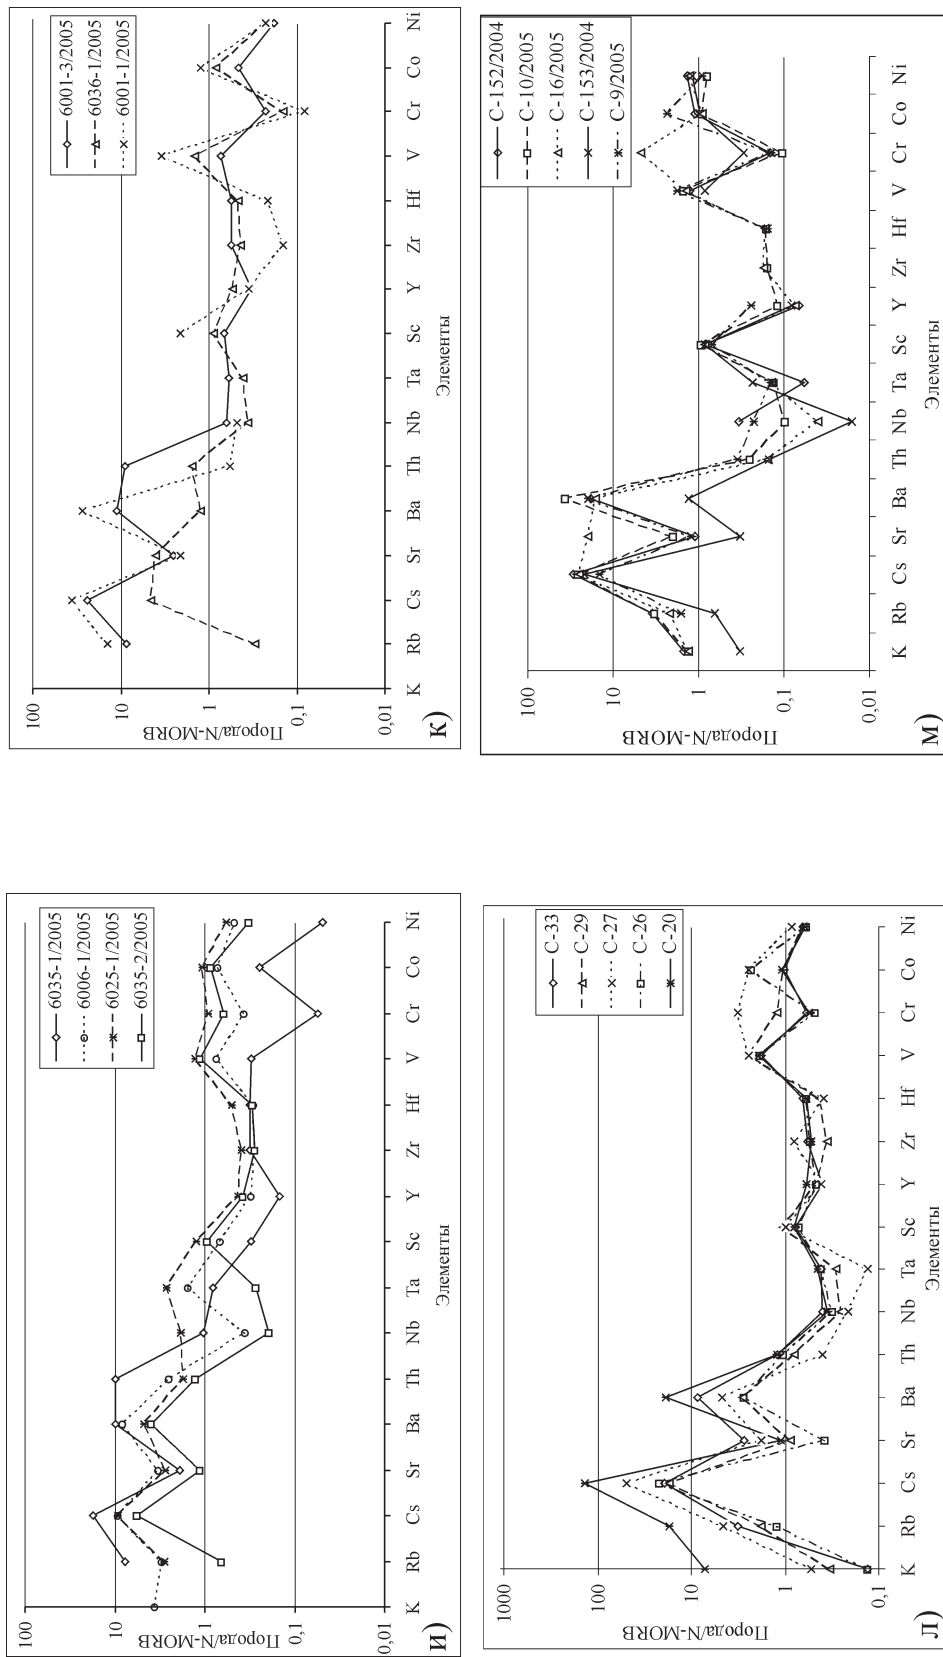 100
10
1
0,1
0,01
Порода/N-MORB
K Rb Cs Sr Ba Th Nb Ta Sc Y Zr Hf V Cr Co Ni
Элементы
6035-1/2005
6006-1/2005
6025-1/2005
6035-2/2005
И)
100
10
1
0,1
0,01
Порода/N-MORB
K Rb Cs Sr Ba Th Nb Ta Sc Y Zr Hf V Cr Co Ni
Элементы
6001-3/2005
6036-1/2005
6001-1/2005
К)
1000
100
10
1
0,1
Порода/N-MORB
K Rb Cs Sr Ba Th Nb Ta Sc Y Zr Hf V Cr Co Ni
Элементы
С-33
С-29
С-27
С-26
С-20
Л)
100
10
1
0,1
0,01
Порода/N-MORB
K Rb Cs Sr Ba Th Nb Ta Sc Y Zr Hf V Cr Co Ni
Элементы
С-152/2004
С-10/2005
С-16/2005
С-153/2004
С-9/2005
М)